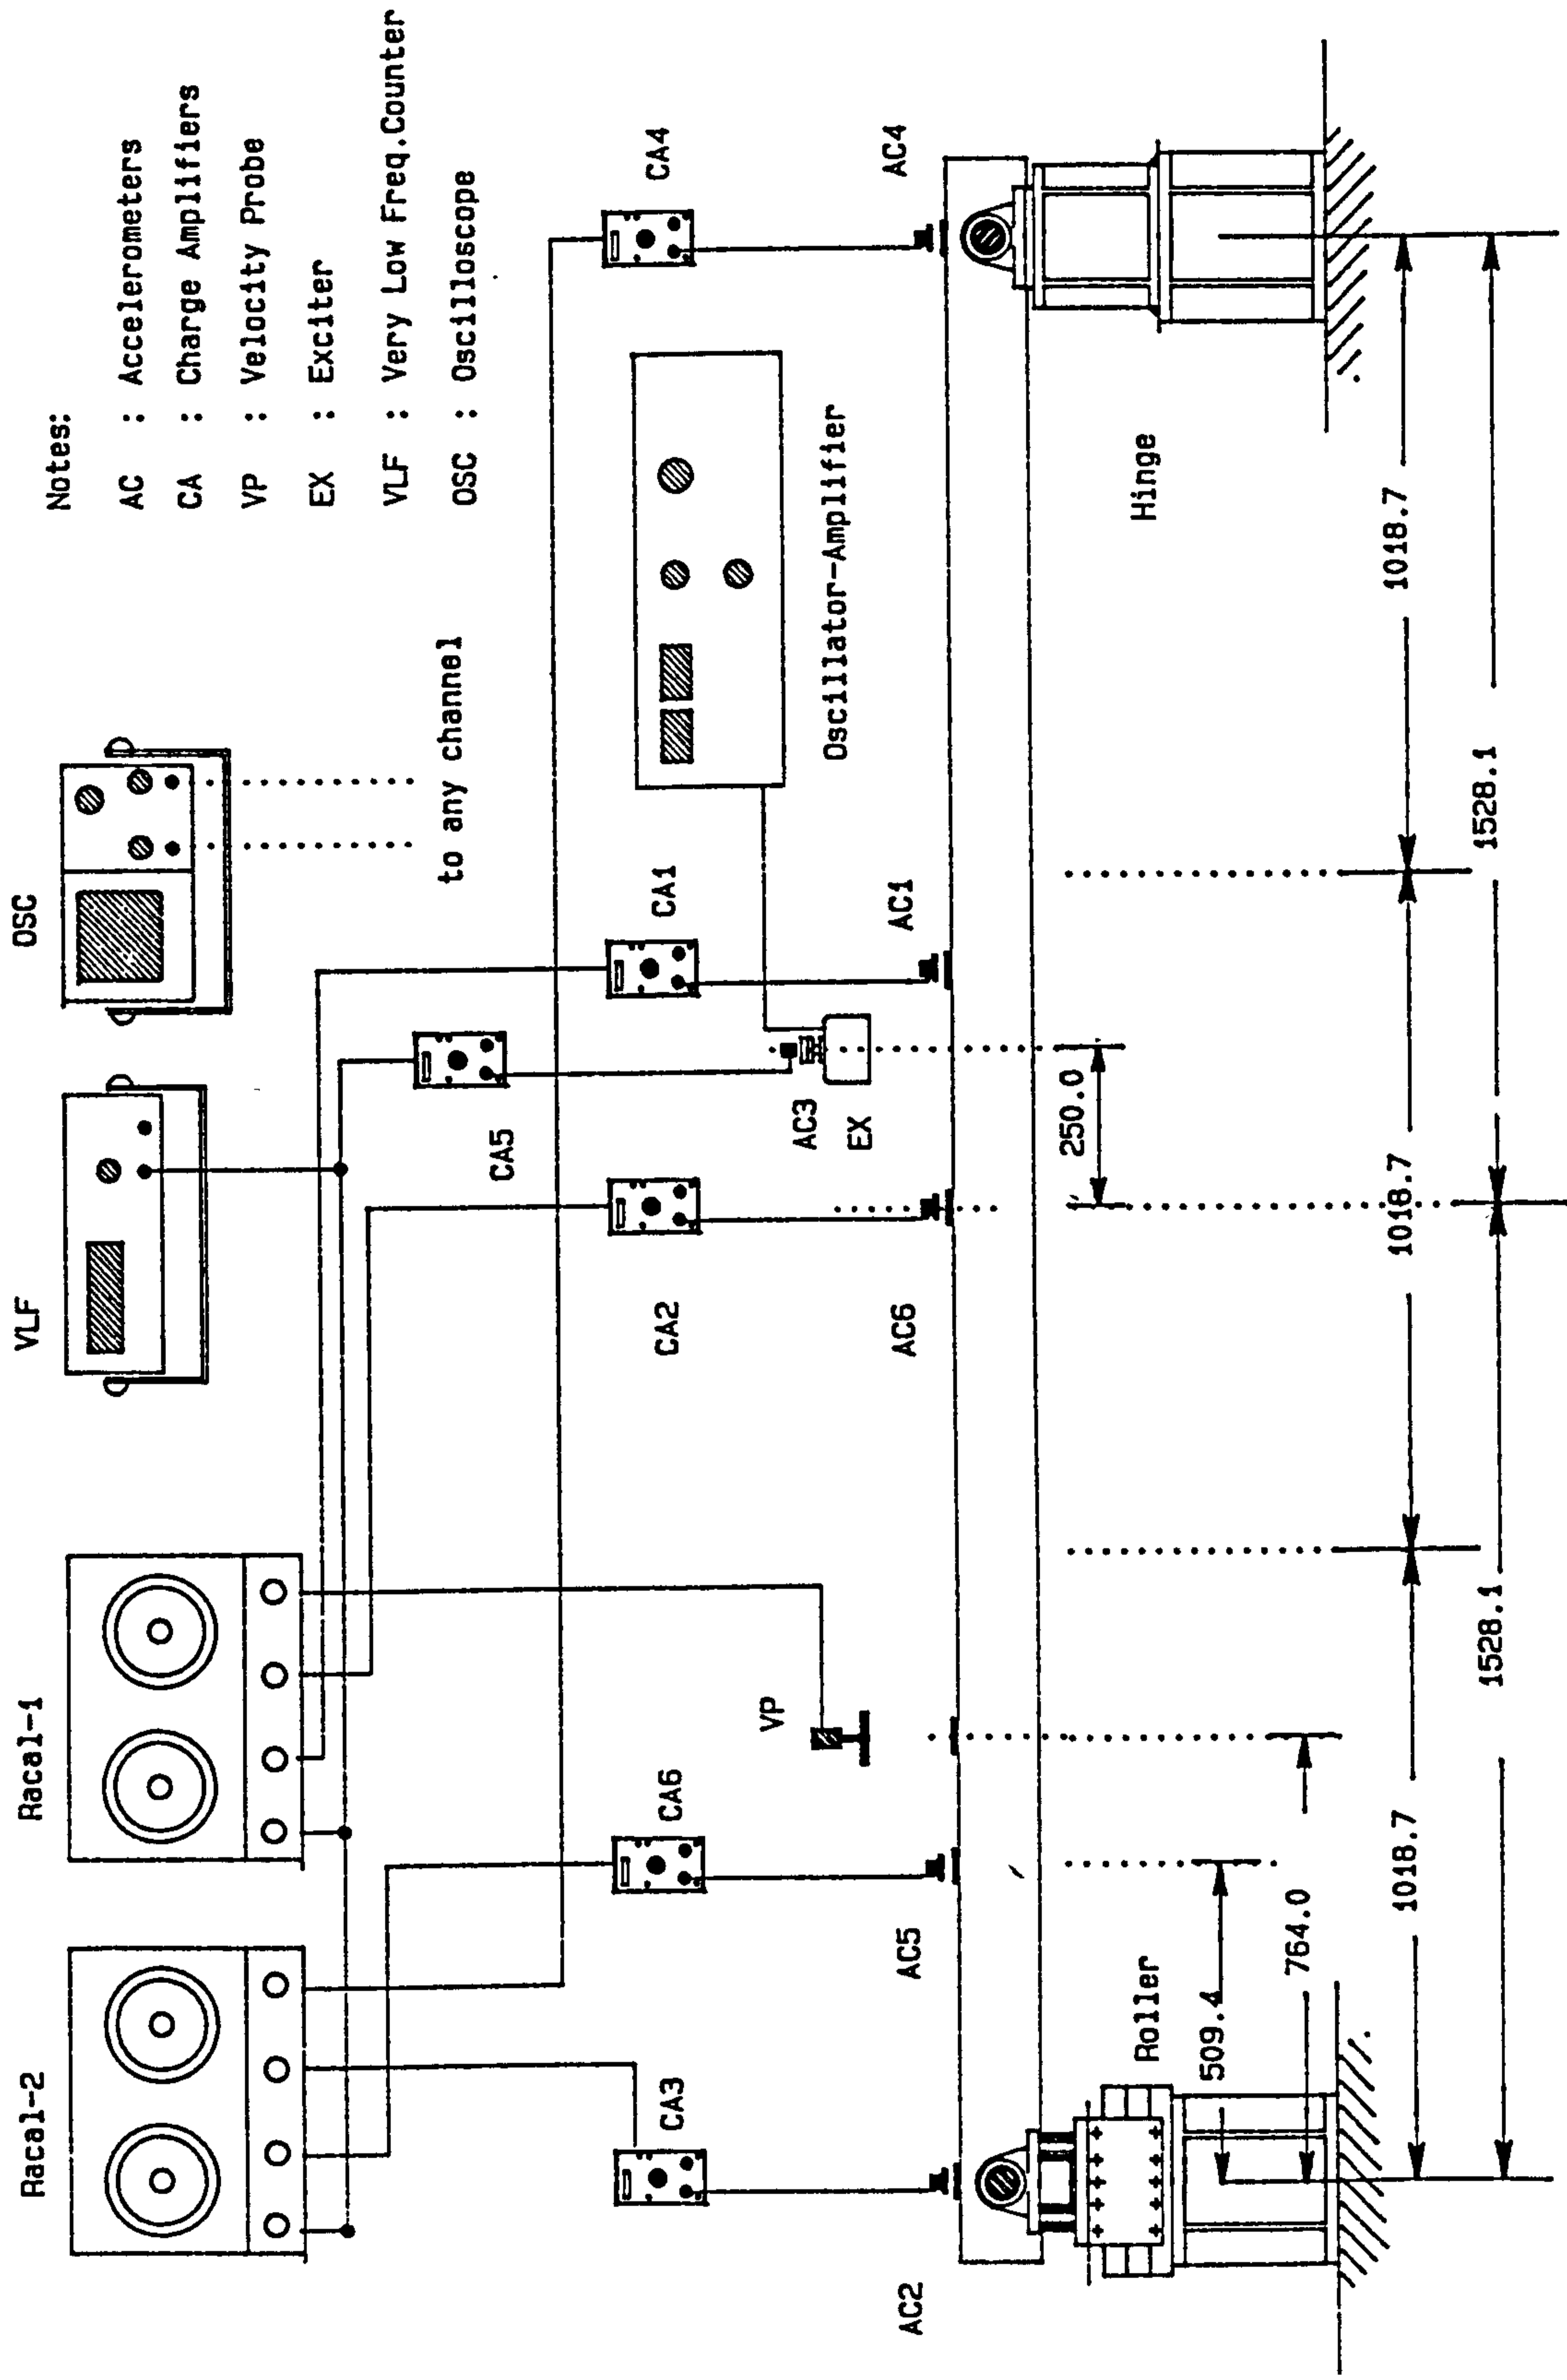 Racal-2
Racal-1
VLF
OSC
Notes:
AC : Accelerometers
CA : Charge Amplifiers
VP : Velocity Probe
EX : Exciter
VLF : Very Low Freq.Counter
OSC : Oscilloscope
to any channel
CA5
CA3
CA6
CA2
CA1
CA4
VP
AC3
EX
Oscillator-Amplifier
AC2
AC5
AC6
AC1
AC4
Roller
Hinge
250.0
509.4
764.0
1018.7
1018.7
1018.7
1528.1
1528.1